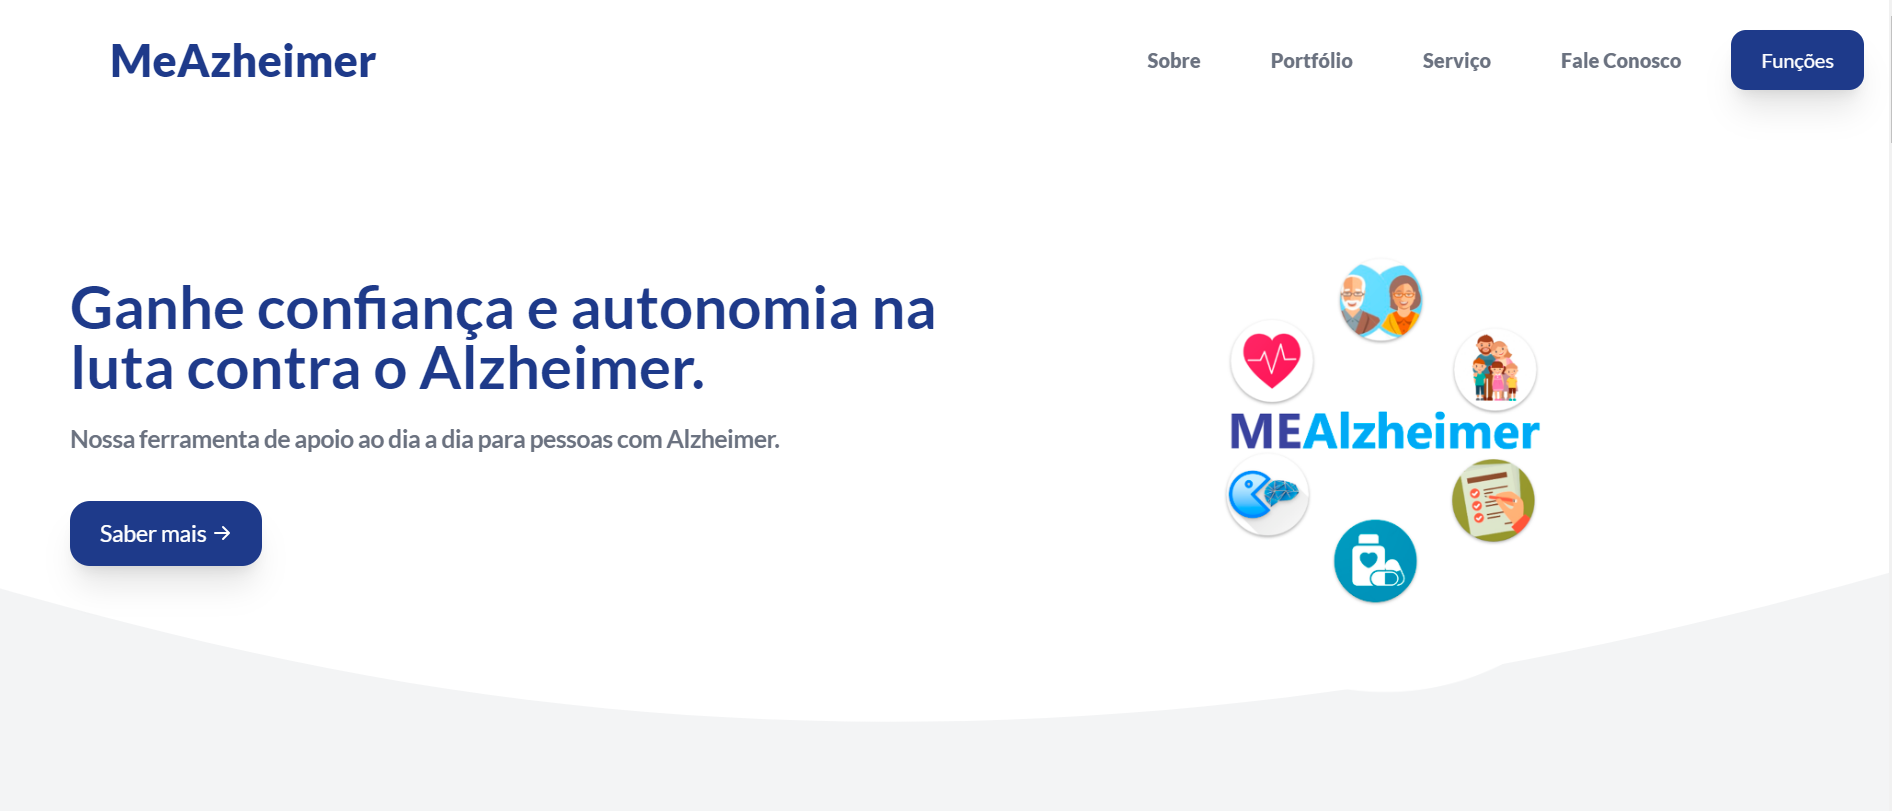 MeAzheimer
Sobre
Portfólio
Serviço
Fale Conosco
Funções
Ganhe confiança e autonomia na
luta contra o Alzheimer.
Nossa ferramenta de apoio ao dia a dia para pessoas com Alzheimer.
Saber mais →
MEAlzheimer